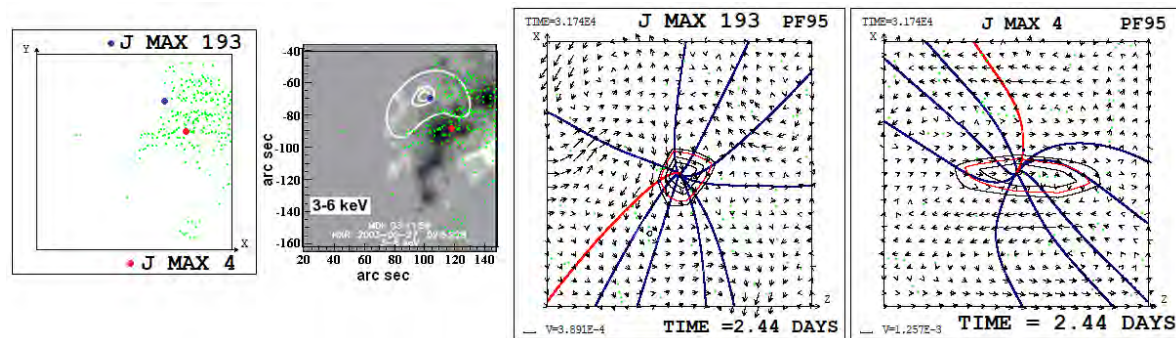 J MAX 193
Y
X
J MAX 4
-40
-60
-80
-100
-120
-140
-160
arc sec
3-6 keV
20 40 60 80 100 120 140
arc sec
TIME=3.174E4
J MAX 193
PF95
X
Z
V=3.891E-4
TIME =2.44 DAYS
TIME=3.174E4
J MAX 4
PF95
X
Z
V=1.257E-3
TIME = 2.44 DAYS